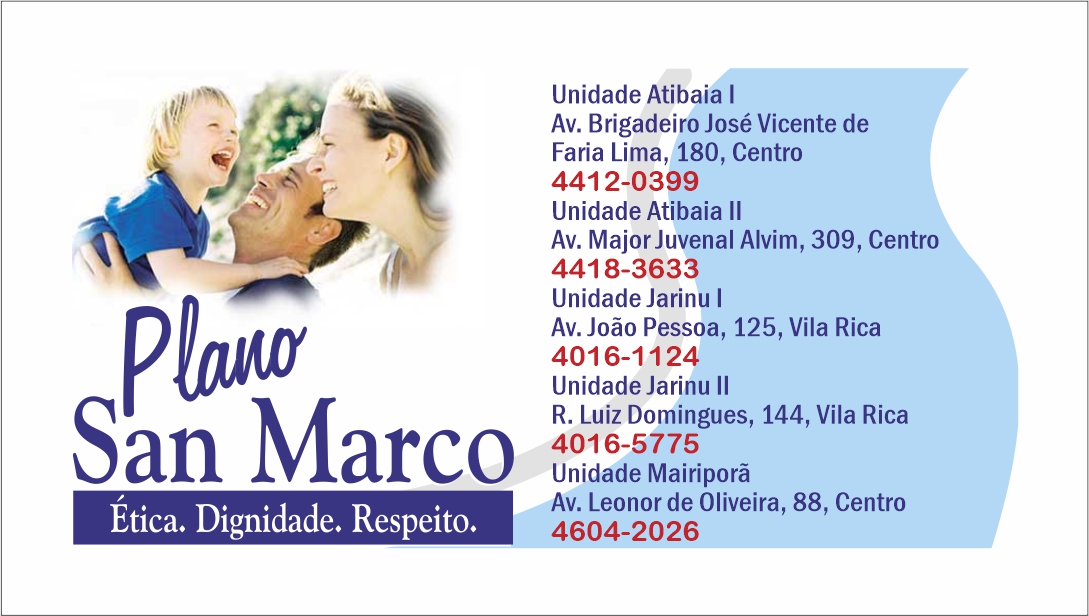 Plano
San Marco
Ética. Dignidade. Respeito.
Unidade Atibaia I
Av. Brigadeiro José Vicente de
Faria Lima, 180, Centro
4412-0399
Unidade Atibaia II
Av. Major Juvenal Alvim, 309, Centro
4418-3633
Unidade Jarinu I
Av. João Pessoa, 125, Vila Rica
4016-1124
Unidade Jarinu II
R. Luiz Domingues, 144, Vila Rica
4016-5775
Unidade Mairiporã
Av. Leonor de Oliveira, 88, Centro
4604-2026